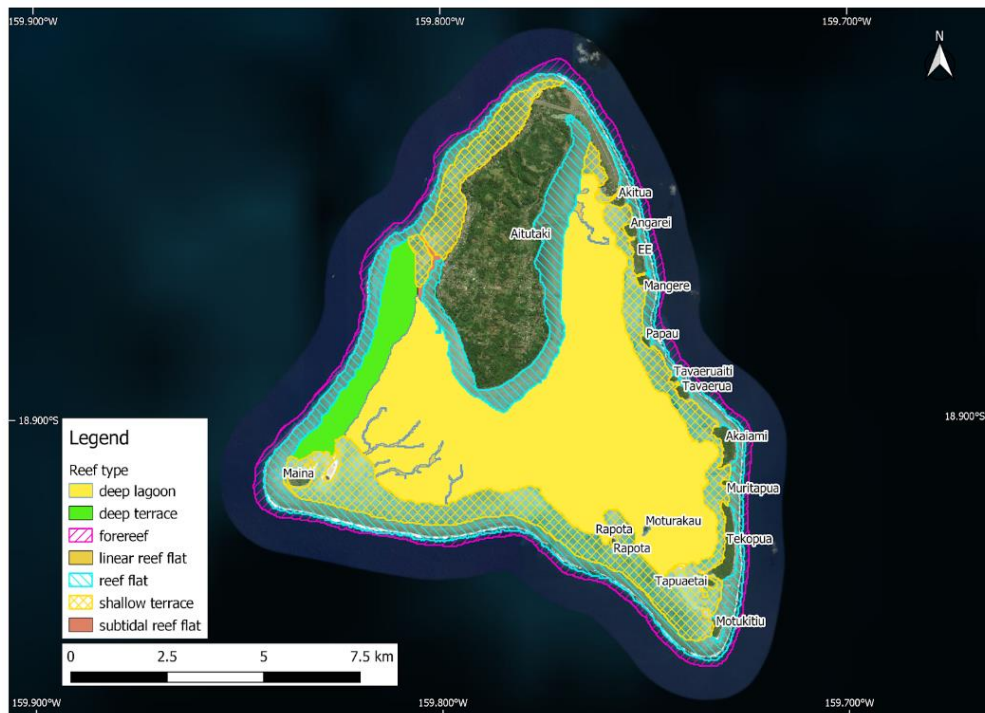 159.900°W 159.800°W 159.700°W
N
Akitua
Angarei
Aitutaki
EE
Mangere
Papau
Tavaeruaiti
Tavaerua
18.900°S 18.900°S
Akaiami
Maina
Muritapua
Rapota Moturakau
Tekopua
Rapota
Tapuaetai
Motukitiu
Legend
Reef type
deep lagoon
deep terrace
forereef
linear reef flat
reef flat
shallow terrace
subtidal reef flat
0 2.5 5 7.5 km
159.900°W 159.800°W 159.700°W